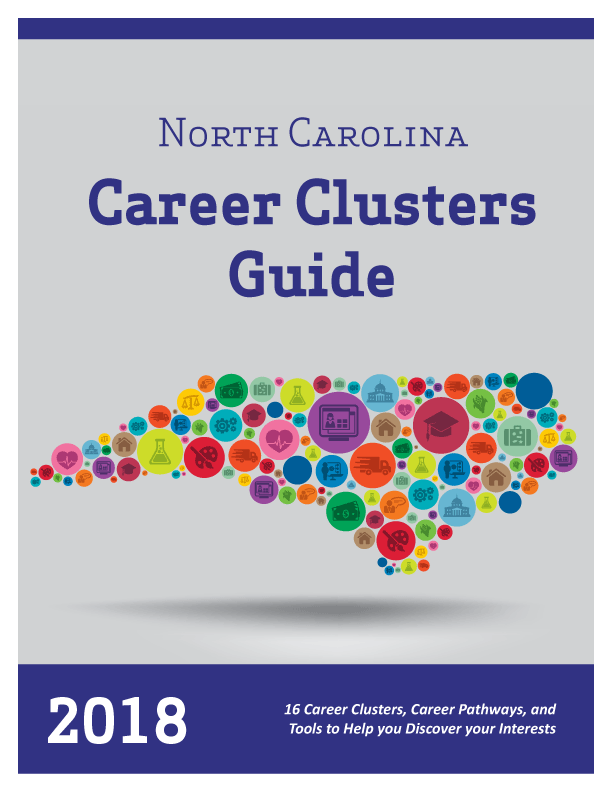 North Carolina
Career Clusters
Guide
2018
16 Career Clusters, Career Pathways, and
Tools to Help you Discover your Interests